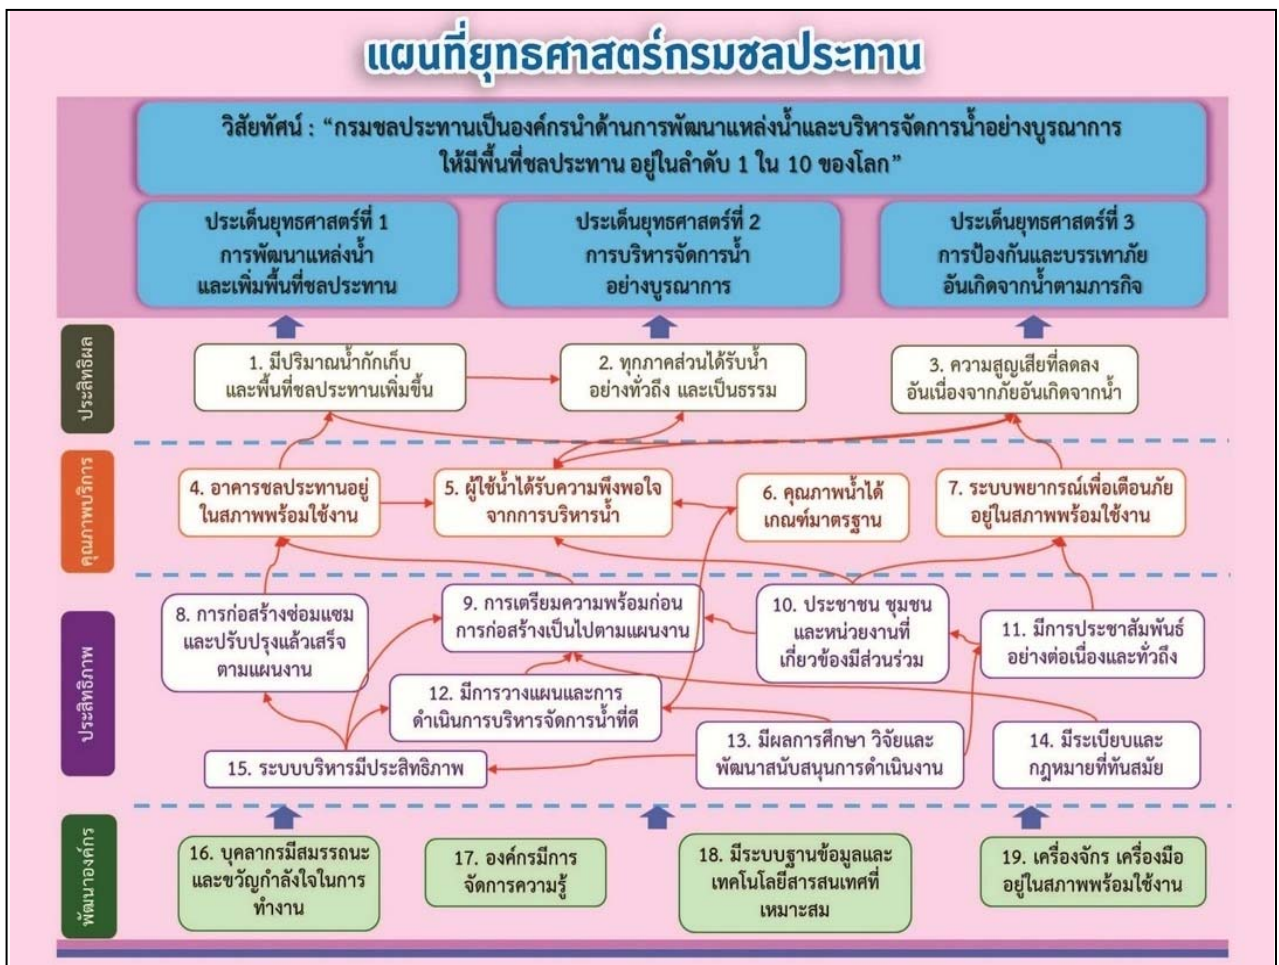 แผนที่ยุทธศาสตร์กรมชลประทาน
วิสัยทัศน์ : “กรมชลประทานเป็นองค์กรนำด้านการพัฒนาแหล่งน้ำและบริหารจัดการน้ำอย่างบูรณาการ
ให้มีพื้นที่ชลประทาน อยู่ในลำดับ 1 ใน 10 ของโลก”
ประเด็นยุทธศาสตร์ที่ 1
การพัฒนาแหล่งน้ำ
และเพิ่มพื้นที่ชลประทาน
ประเด็นยุทธศาสตร์ที่ 2
การบริหารจัดการน้ำ
อย่างบูรณาการ
ประเด็นยุทธศาสตร์ที่ 3
การป้องกันและบรรเทาภัย
อันเกิดจากน้ำตามภารกิจ
ประสิทธิผล
1. มีปริมาณน้ำกักเก็บ
และพื้นที่ชลประทานเพิ่มขึ้น
2. ทุกภาคส่วนได้รับน้ำ
อย่างทั่วถึง และเป็นธรรม
3. ความสูญเสียที่ลดลง
อันเนื่องจากภัยอันเกิดจากน้ำ
คุณภาพบริการ
4. อาคารชลประทานอยู่
ในสภาพพร้อมใช้งาน
5. ผู้ใช้น้ำได้รับความพึงพอใจ
จากการบริหารน้ำ
6. คุณภาพน้ำได้
เกณฑ์มาตรฐาน
7. ระบบพยากรณ์เพื่อเตือนภัย
อยู่ในสภาพพร้อมใช้งาน
ประสิทธิภาพ
8. การก่อสร้างซ่อมแซม
และปรับปรุงแล้วเสร็จ
ตามแผนงาน
9. การเตรียมความพร้อมก่อน
การก่อสร้างเป็นไปตามแผนงาน
10. ประชาชน ชุมชน
และหน่วยงานที่
เกี่ยวข้องมีส่วนร่วม
11. มีการประชาสัมพันธ์
อย่างต่อเนื่องและทั่วถึง
12. มีการวางแผนและการ
ดำเนินการบริหารจัดการน้ำที่ดี
13. มีผลการศึกษา วิจัยและ
พัฒนาสนับสนุนการดำเนินงาน
14. มีระเบียบและ
กฎหมายที่ทันสมัย
15. ระบบบริหารมีประสิทธิภาพ
พัฒนาองค์กร
16. บุคลากรมีสมรรถนะ
และขวัญกำลังใจในการ
ทำงาน
17. องค์กรมีการ
จัดการความรู้
18. มีระบบฐานข้อมูลและ
เทคโนโลยีสารสนเทศที่
เหมาะสม
19. เครื่องจักร เครื่องมือ
อยู่ในสภาพพร้อมใช้งาน